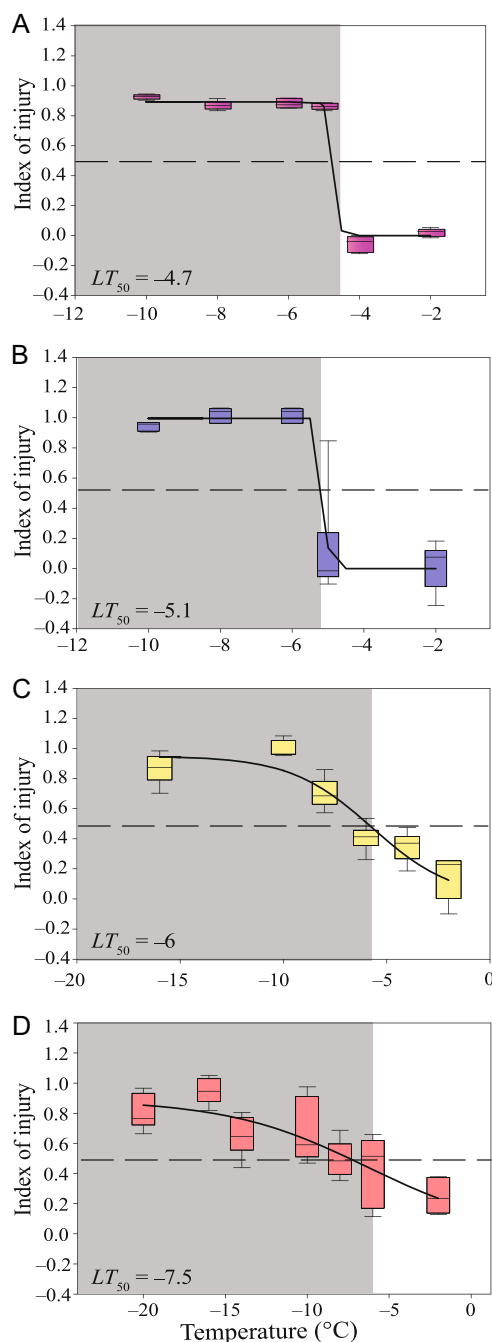 A
1.4
1.2
1.0
0.8
0.6
0.4
0.2
0.0
–0.2
–0.4
Index of injury
LT50 = –4.7
–12 –10 –8 –6 –4 –2
B
1.4
1.2
1.0
0.8
0.6
0.4
0.2
0.0
–0.2
–0.4
Index of injury
LT50 = –5.1
–12 –10 –8 –6 –4 –2
C
1.4
1.2
1.0
0.8
0.6
0.4
0.2
0.0
–0.2
–0.4
Index of injury
LT50 = –6
–20 –15 –10 –5 0
D
1.4
1.2
1.0
0.8
0.6
0.4
0.2
0.0
–0.2
–0.4
Index of injury
LT50 = –7.5
–20 –15 –10 –5 0
Temperature (°C)